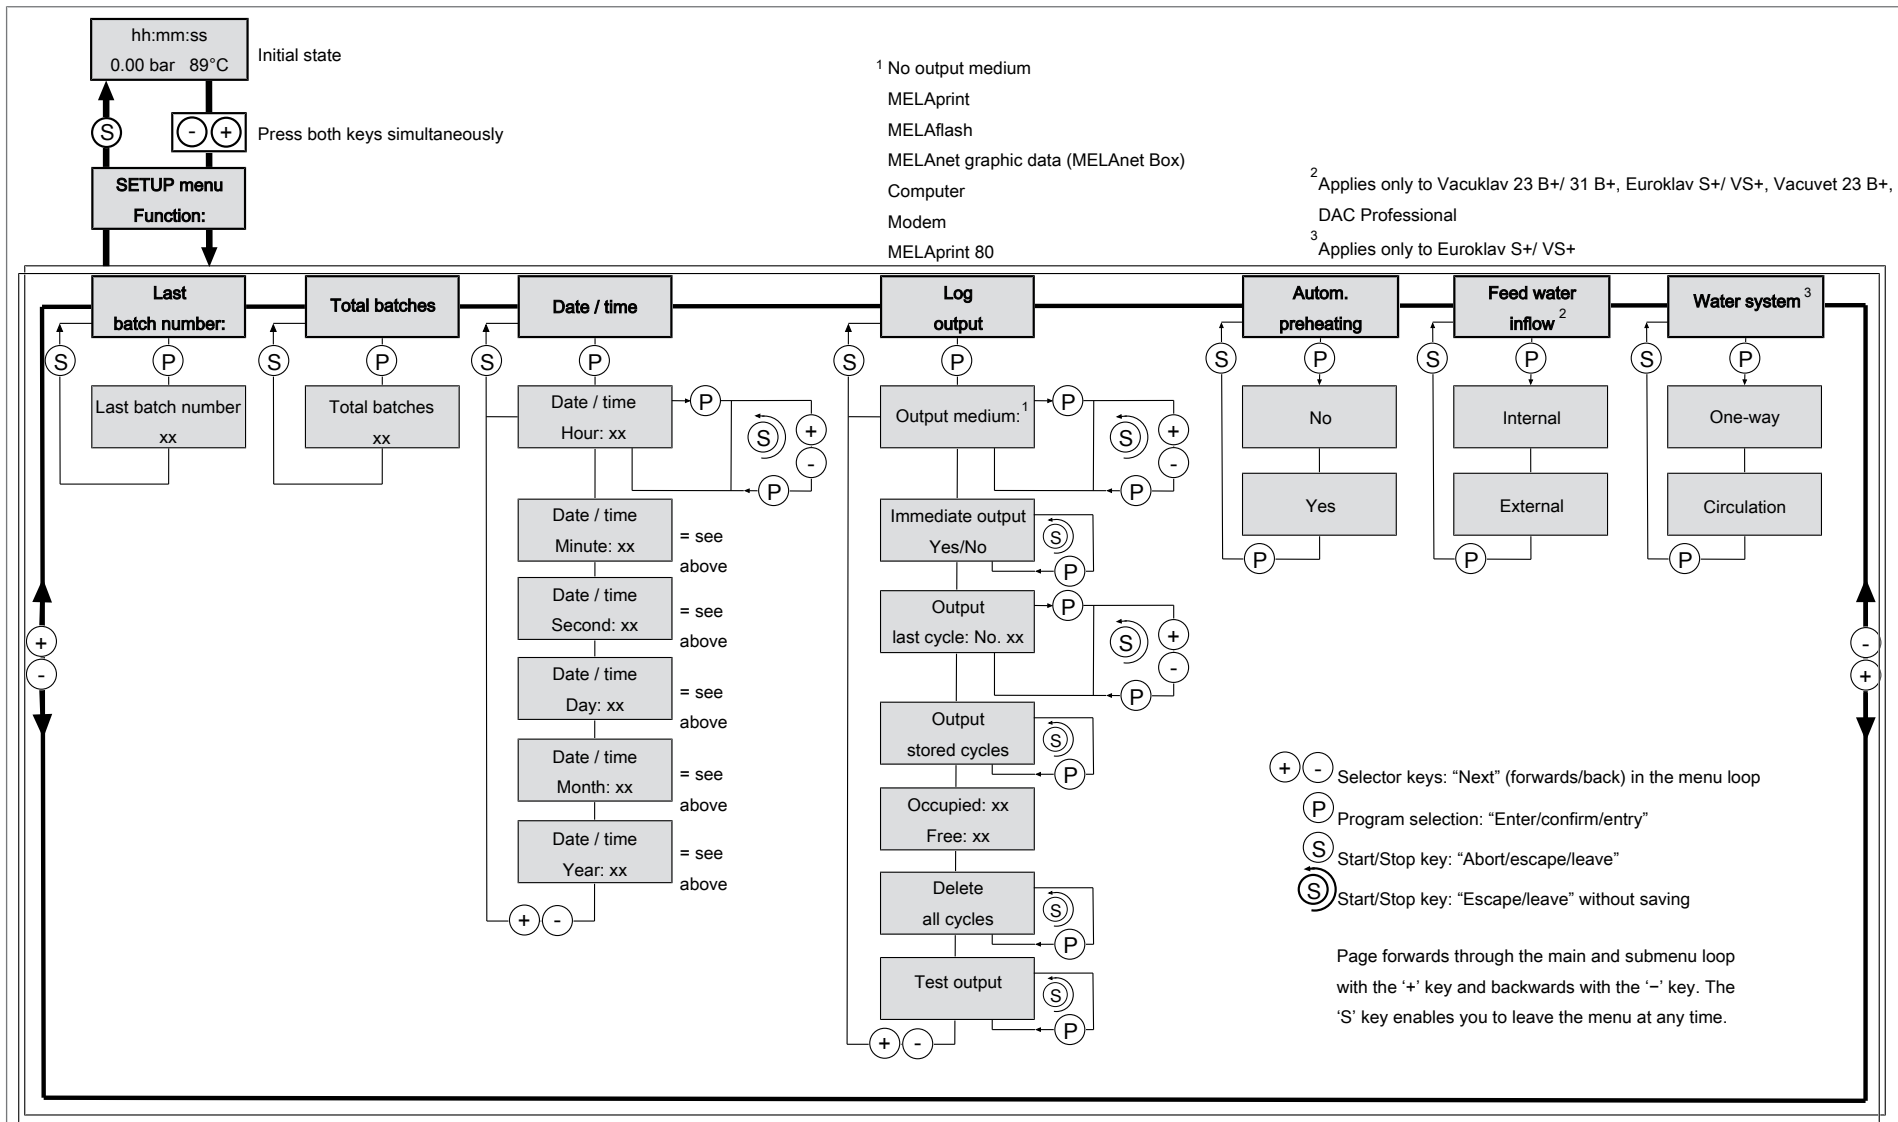 hh:mm:ss
0.00 bar 89°C
Initial state
S
- +
Press both keys simultaneously
SETUP menu
Function:
1 No output medium
MELAprint
MELAflash
MELAnet graphic data (MELAnet Box)
Computer
Modem
MELAprint 80
2 Applies only to Vacuklav 23 B+/ 31 B+, Euroklav S+/ VS+, Vacuvet 23 B+,
DAC Professional
3 Applies only to Euroklav S+/ VS+
Last
batch number:
S P
Last batch number
xx
Total batches
S P
Total batches
xx
Date / time
S P
Date / time
Hour: xx
P
S
+
-
P
Date / time
Minute: xx
= see
above
Date / time
Second: xx
= see
above
Date / time
Day: xx
= see
above
Date / time
Month: xx
= see
above
Date / time
Year: xx
= see
above
+ -
Log
output
S P
Output medium: 1
P
S
+
-
P
Immediate output
Yes/No
S
P
Output
last cycle: No. xx
P
S
+
-
P
Output
stored cycles
S
P
Occupied: xx
Free: xx
Delete
all cycles
S
P
Test output
S
P
+ -
Autom.
preheating
S P
No
Yes
P
Feed water
inflow 2
S P
Internal
External
P
Water system 3
S P
One-way
Circulation
P
+
-
-
+
+ - Selector keys: “Next” (forwards/back) in the menu loop
P Program selection: “Enter/confirm/entry”
S Start/Stop key: “Abort/escape/leave”
S Start/Stop key: “Escape/leave” without saving
Page forwards through the main and submenu loop
with the ‘+’ key and backwards with the ‘−’ key. The
‘S’ key enables you to leave the menu at any time.